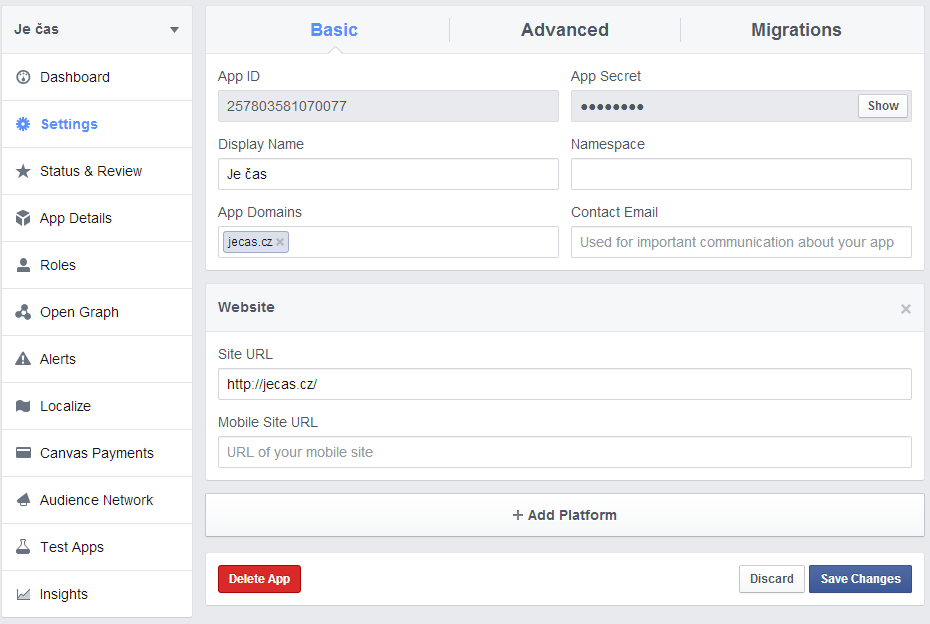 Je čas
Dashboard
Settings
Status & Review
App Details
Roles
Open Graph
Alerts
Localize
Canvas Payments
Audience Network
Test Apps
Insights
Basic Advanced Migrations
App ID App Secret
257803581070077 ●●●●●●●● Show
Display Name Namespace
Je čas
App Domains Contact Email
jecas.cz × Used for important communication about your app
Website ×
Site URL
http://jecas.cz/
Mobile Site URL
URL of your mobile site
+ Add Platform
Delete App Discard Save Changes